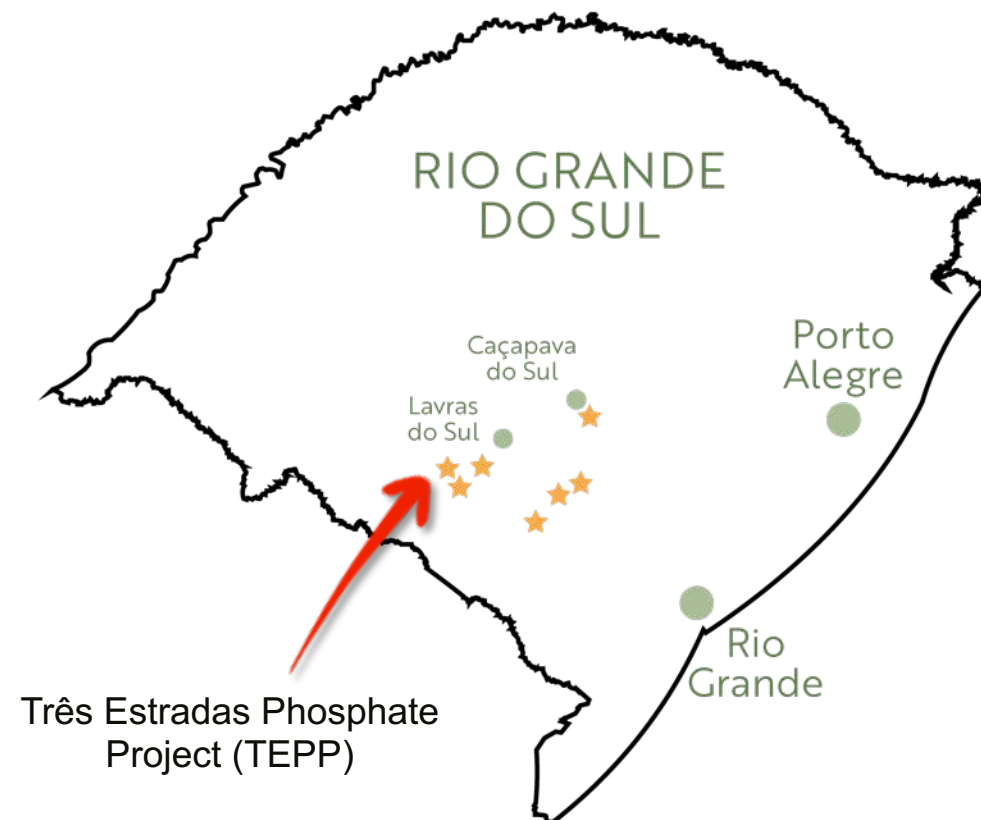 RIO GRANDE
DO SUL
Caçapava
do Sul
Lavras
do Sul
Porto
Alegre
Rio
Grande
Três Estradas Phosphate
Project (TEPP)